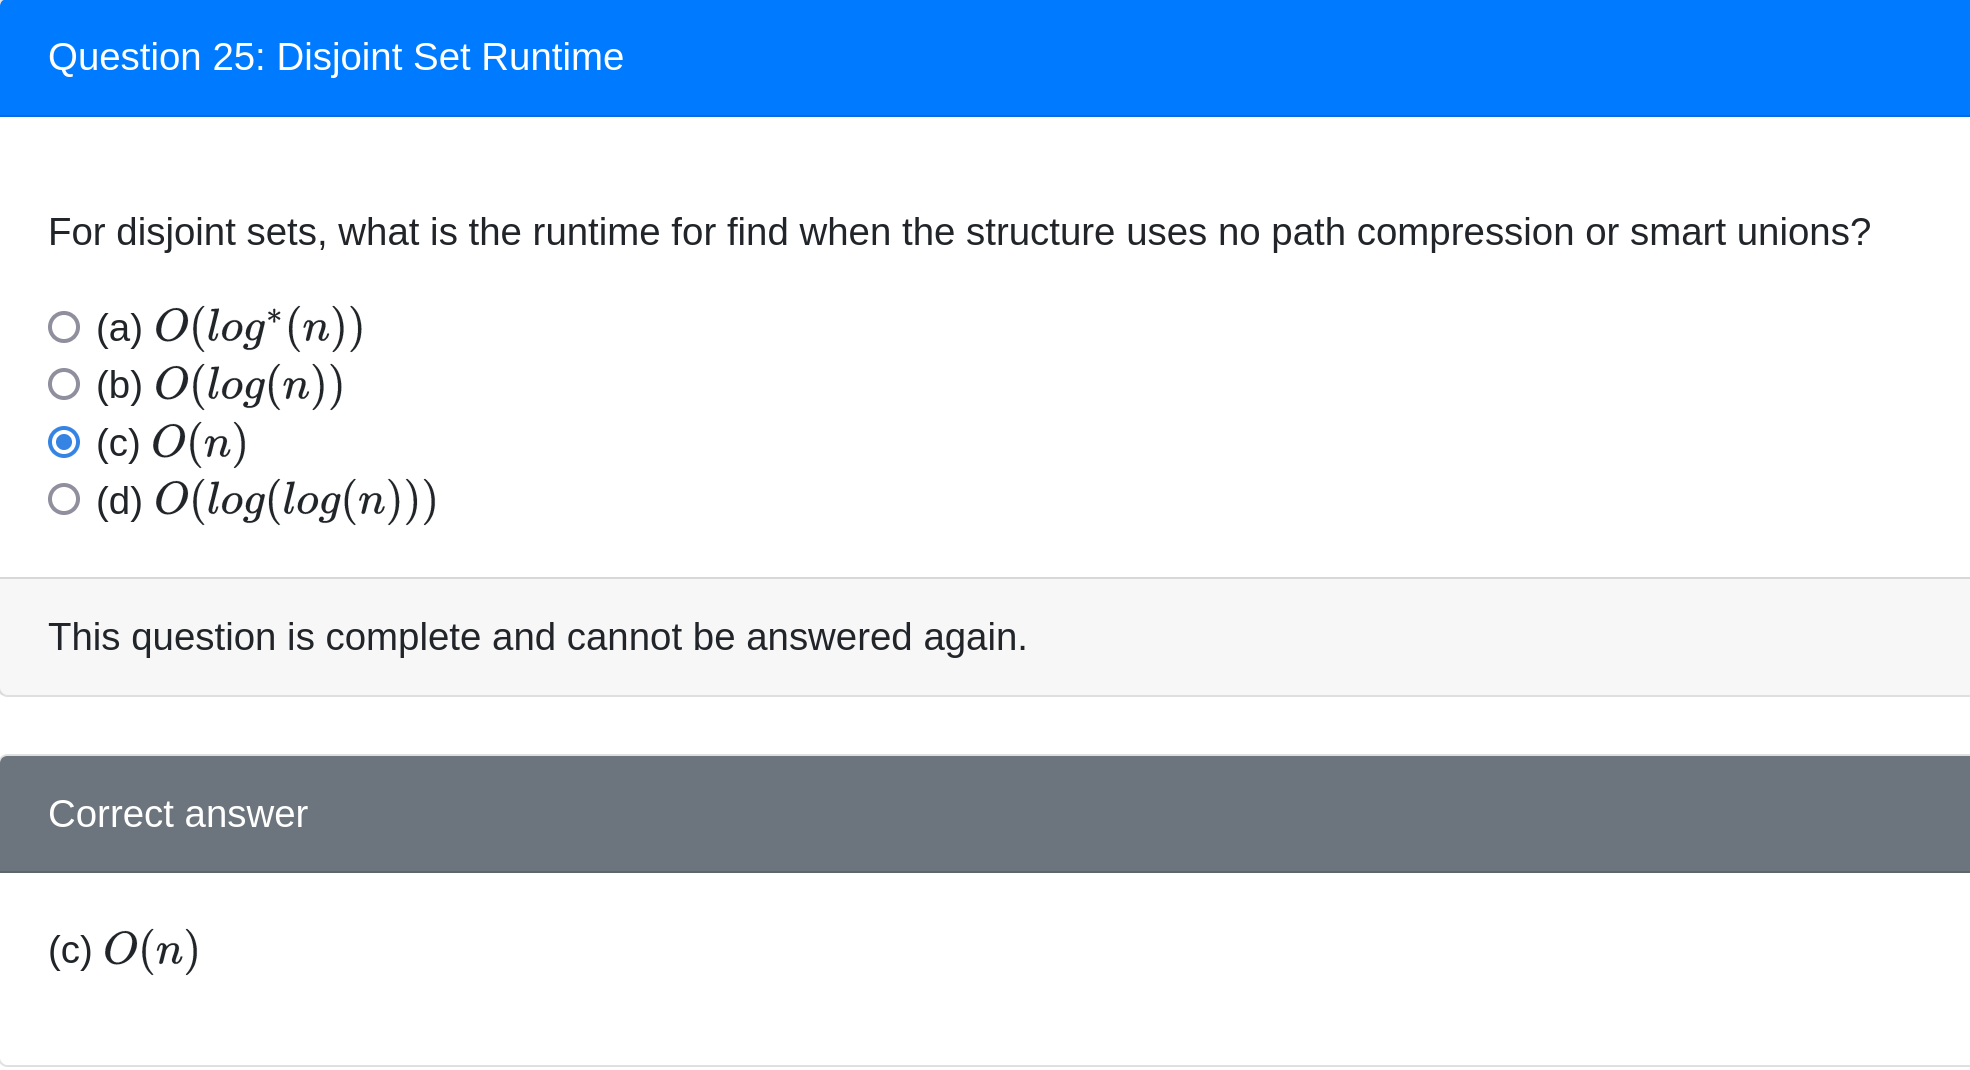 Question 25: Disjoint Set Runtime
For disjoint sets, what is the runtime for find when the structure uses no path compression or smart unions?
(a) O(log*(n))
(b) O(log(n))
(c) O(n)
(d) O(log(log(n)))
This question is complete and cannot be answered again.
Correct answer
(c) O(n)